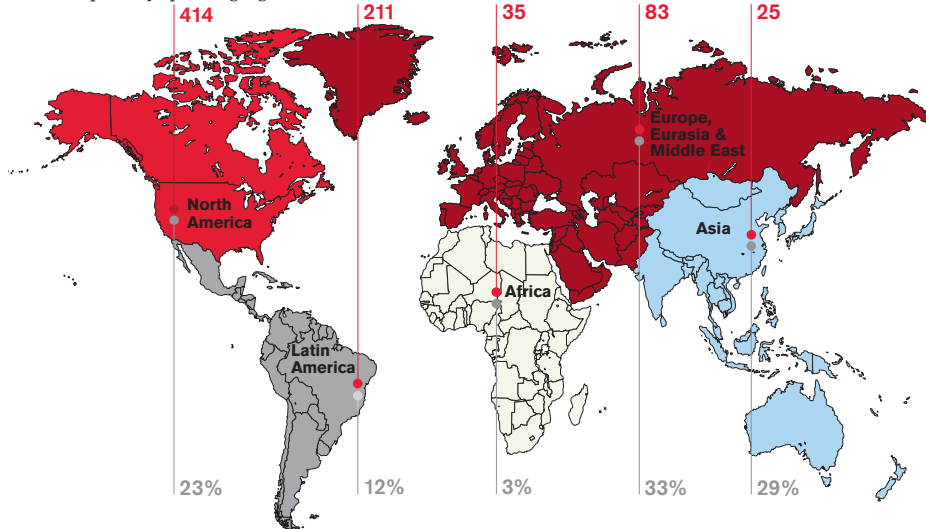 414
211
35
83
25
Europe,
Eurasia &
Middle East
North
America
Asia
Africa
Latin
America
23%
12%
3%
33%
29%